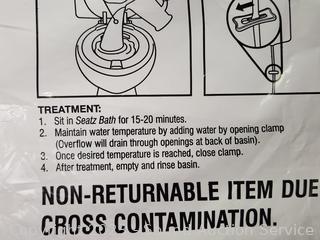 TREATMENT:
1. Sit in Seatz Bath for 15-20 minutes.
2. Maintain water temperature by adding water by opening clamp
(Overflow will drain through openings at back of basin).
3. Once desired temperature is reached, close clamp.
4. After treatment, empty and rinse basin.
NON-RETURNABLE ITEM DUE
CROSS CONTAMINATION.